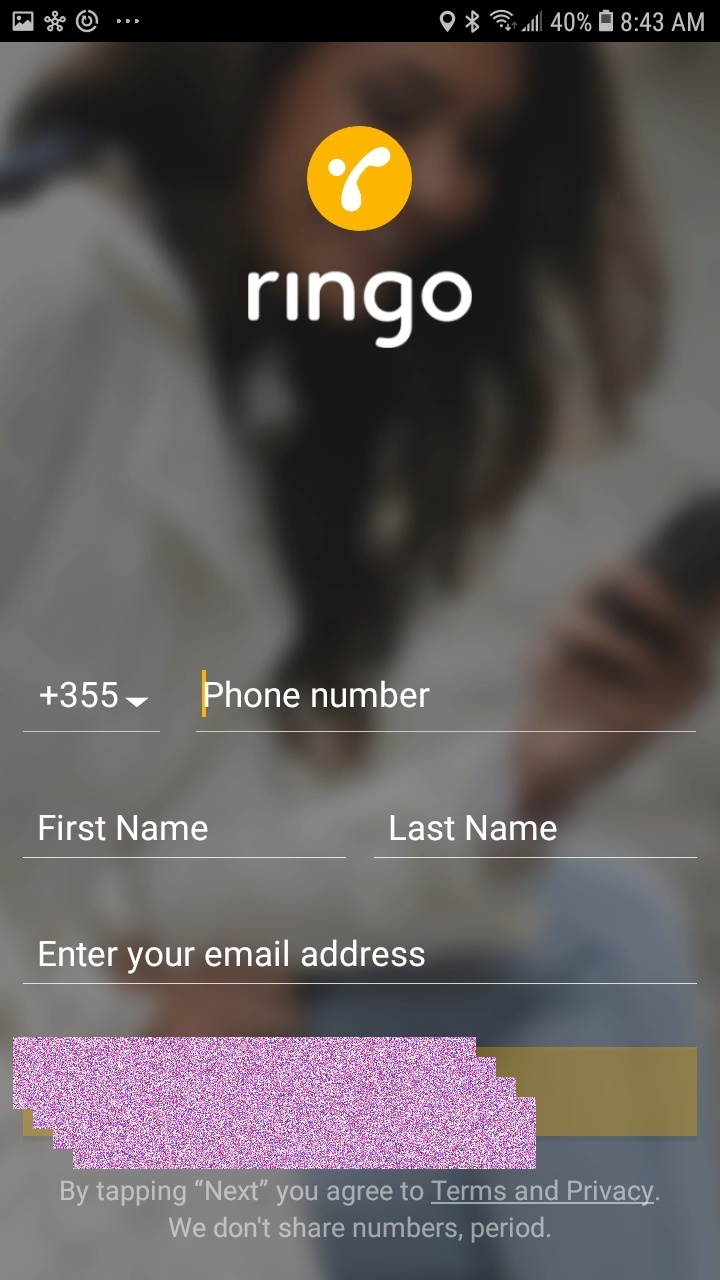 40% 8:43 AM
ringo
+355 Phone number
First Name Last Name
Enter your email address
By tapping “Next” you agree to Terms and Privacy.
We don't share numbers, period.